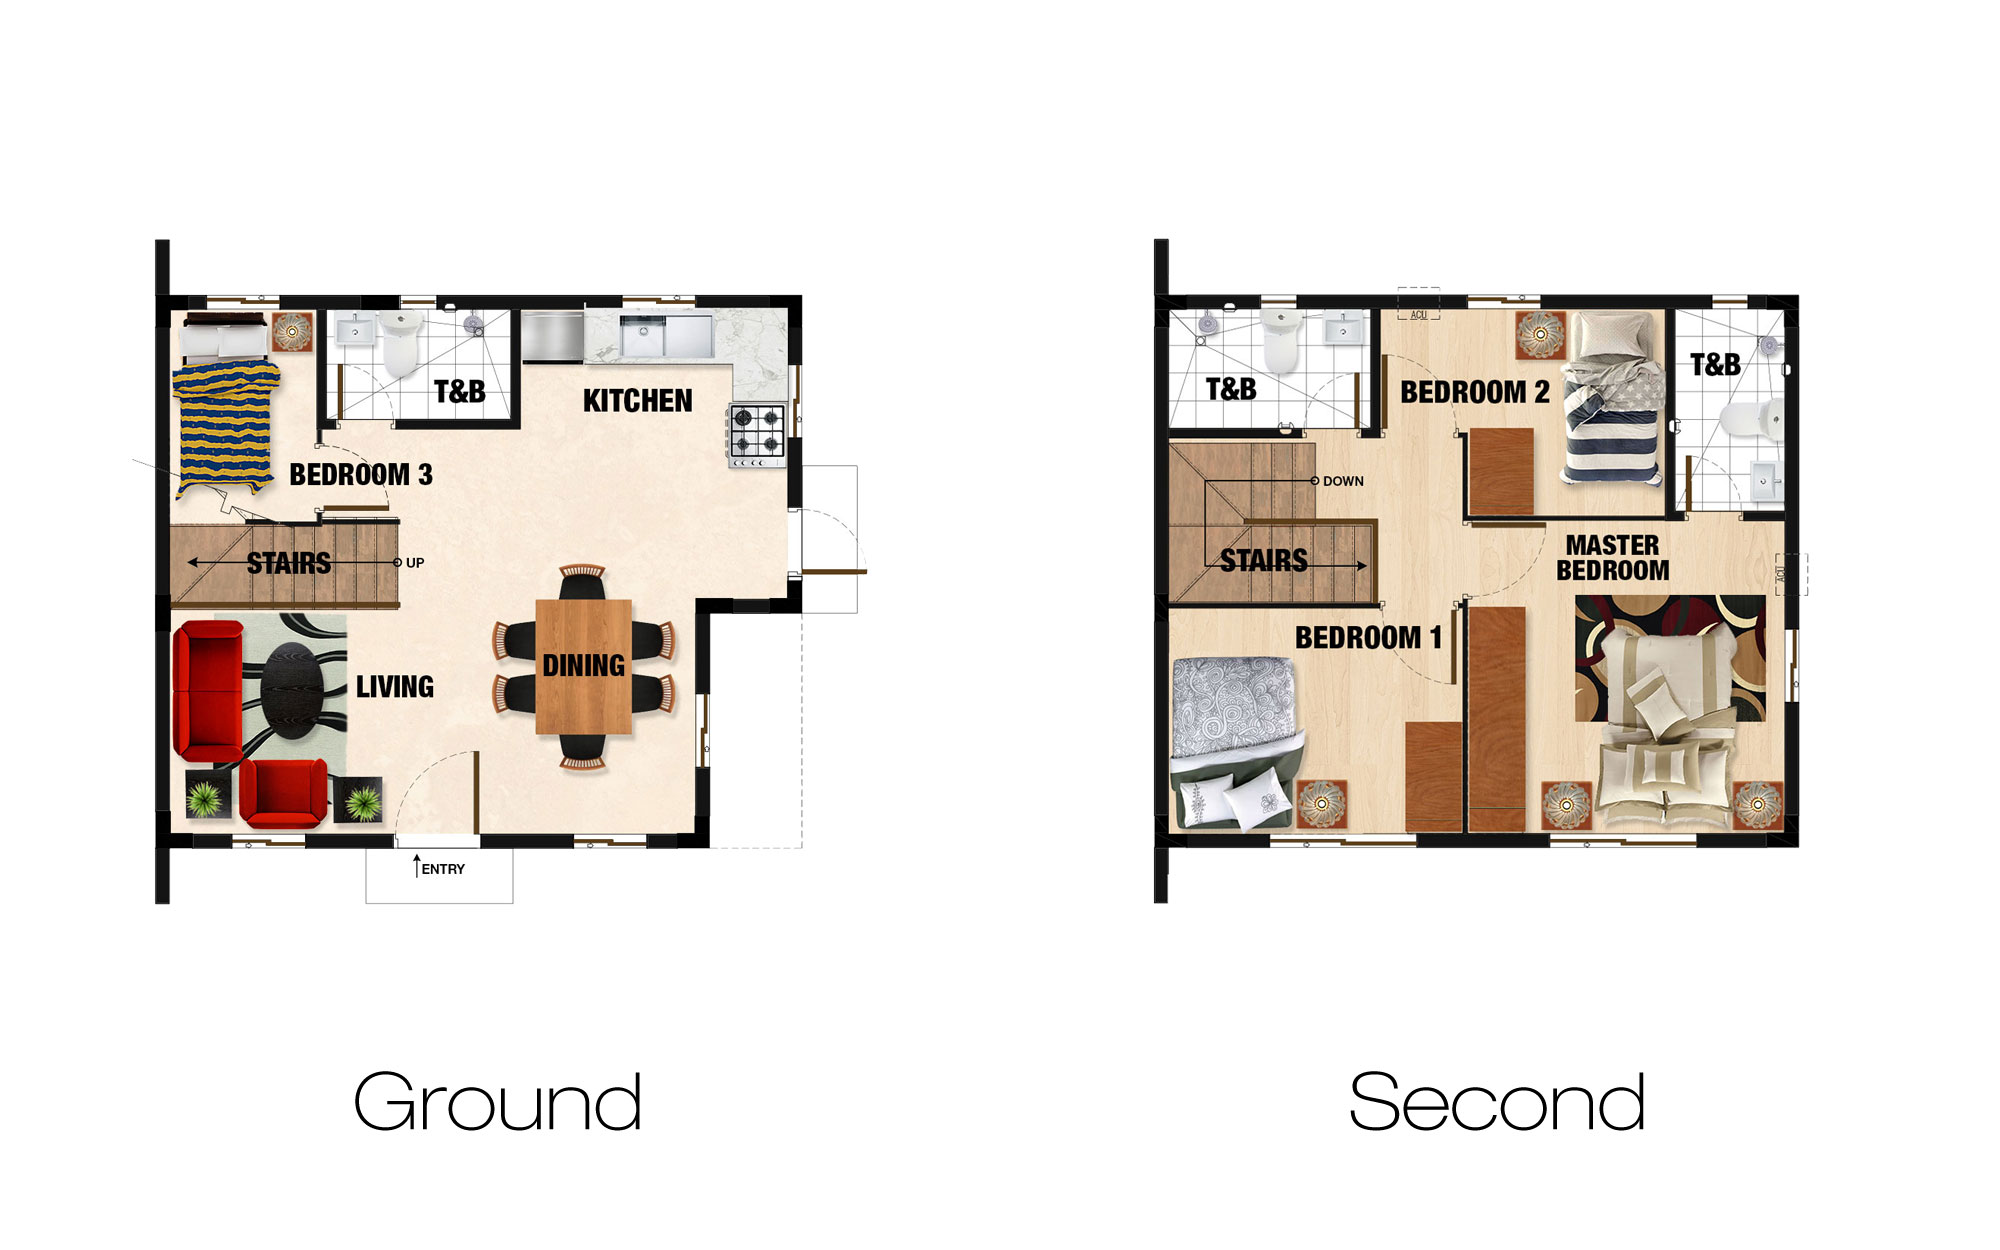 T&B
KITCHEN
BEDROOM 3
STAIRS
UP
DINING
LIVING
ENTRY
Ground
ACU
T&B
BEDROOM 2
T&B
DOWN
STAIRS
MASTER
BEDROOM
ACU
BEDROOM 1
Second